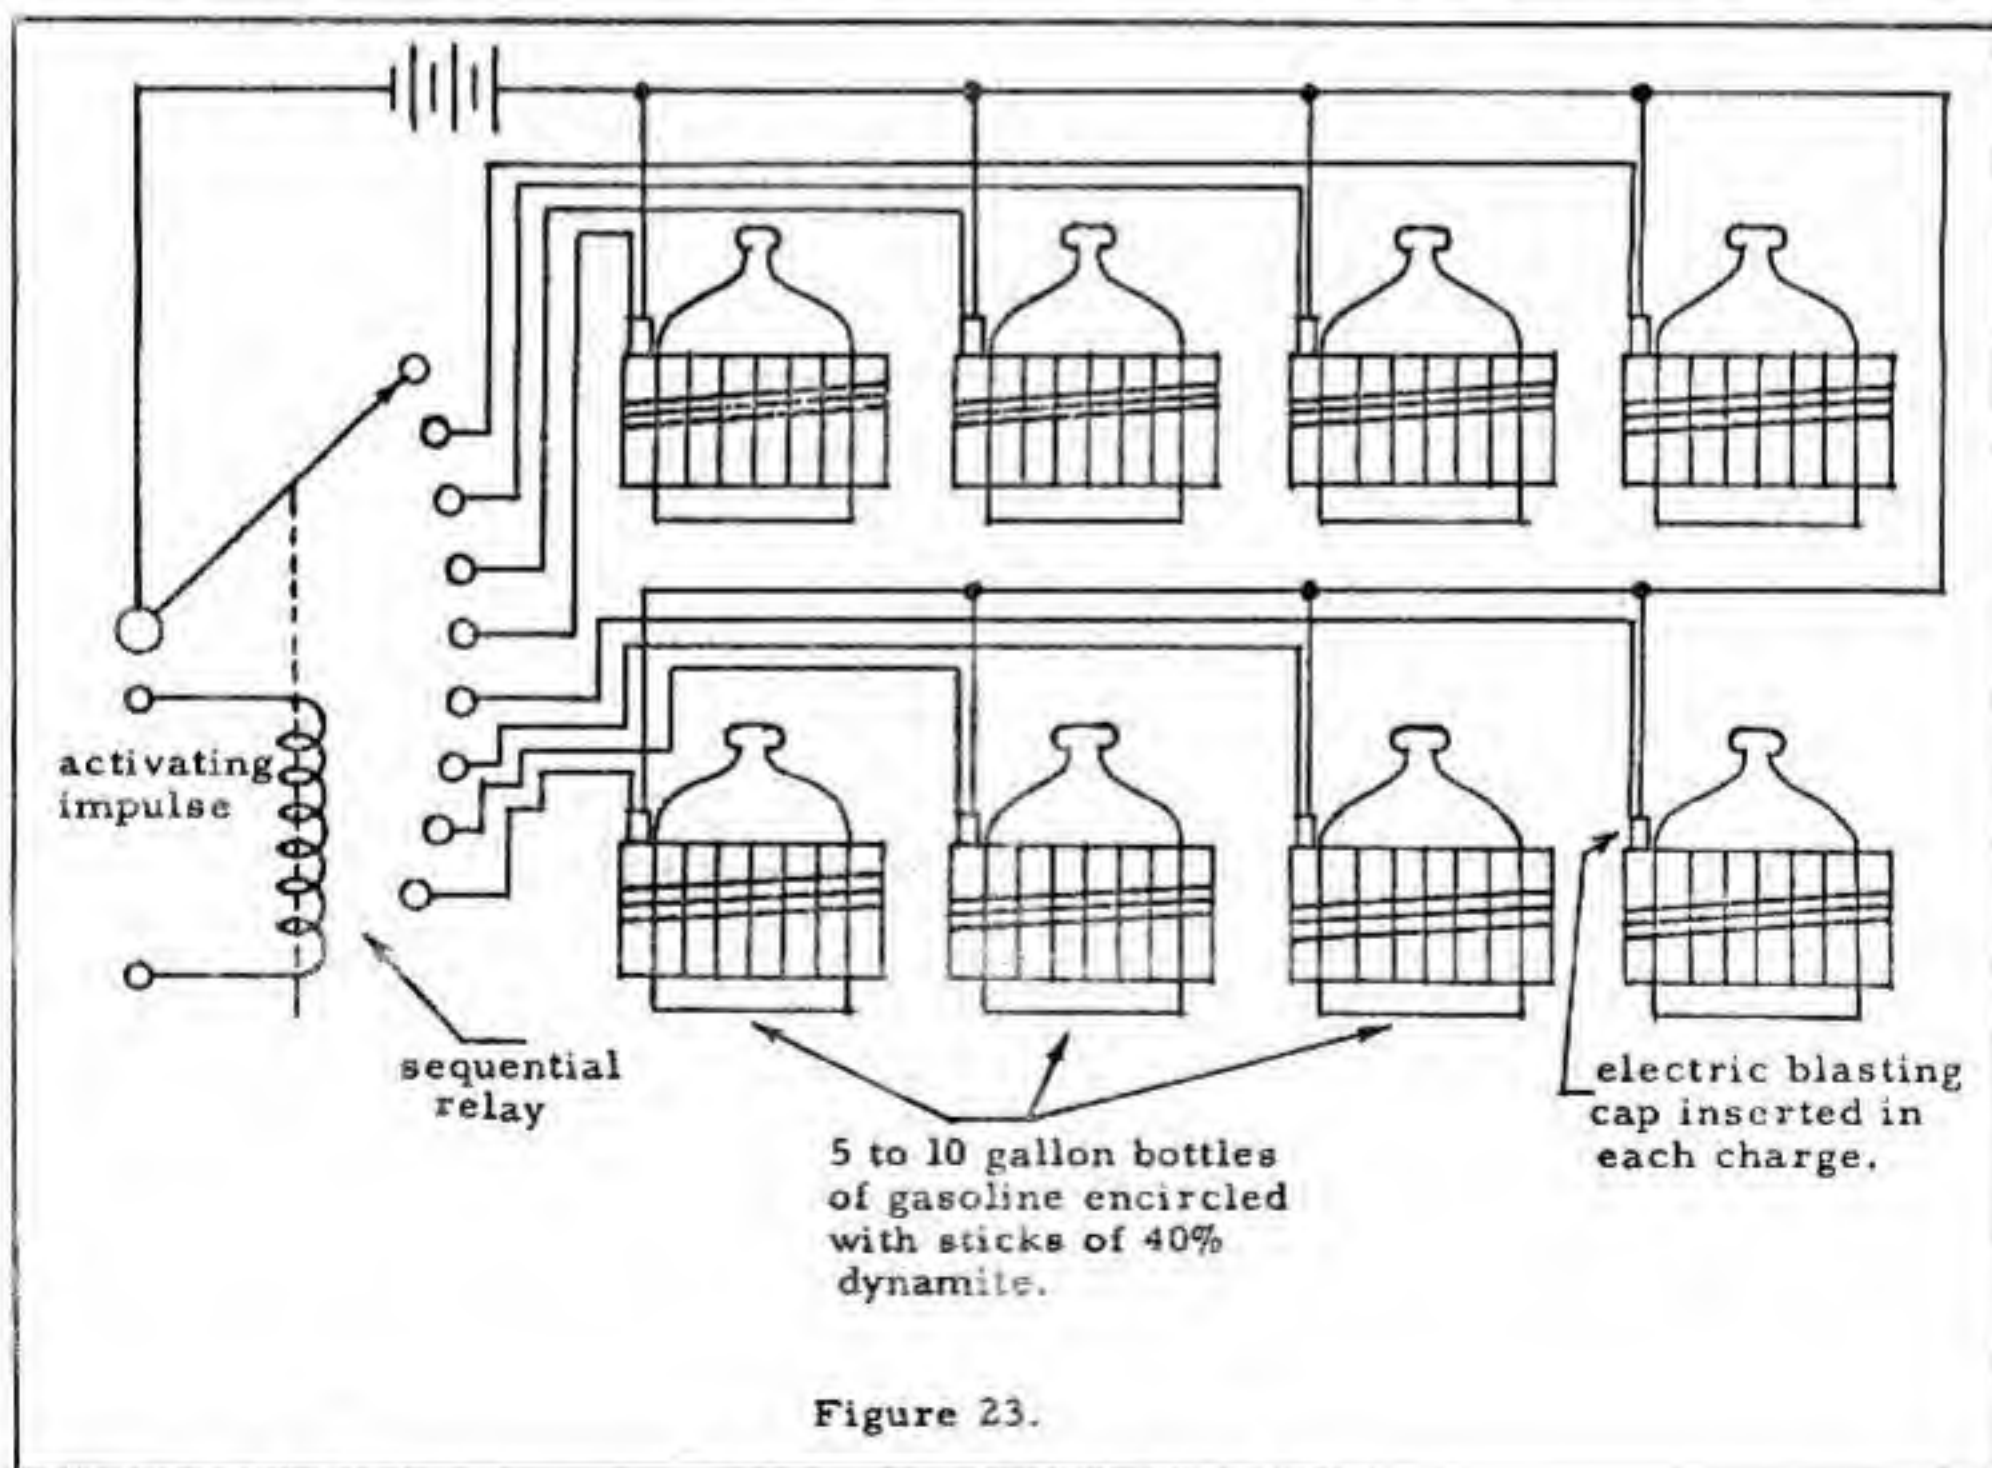 activating
impulse
sequential
relay
5 to 10 gallon bottles
of gasoline encircled
with sticks of 40%
dynamite.
electric blasting
cap inserted in
each charge.
Figure 23.